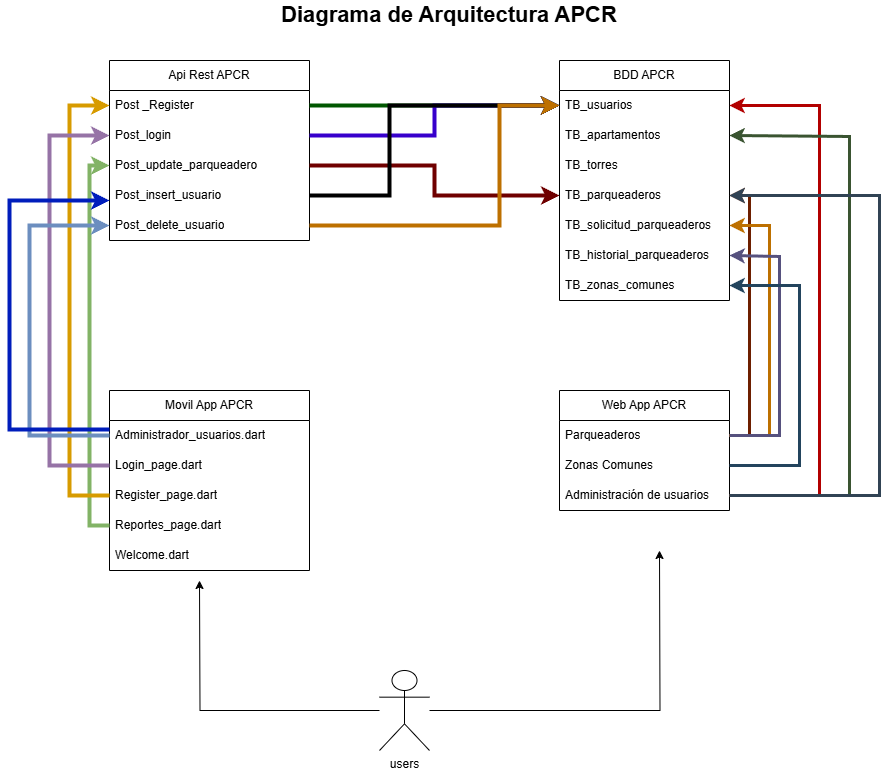 Diagrama de Arquitectura APCR
Api Rest APCR
Post _Register
Post_login
Post_update_parqueadero
Post_insert_usuario
Post_delete_usuario
BDD APCR
TB_usuarios
TB_apartamentos
TB_torres
TB_parqueaderos
TB_solicitud_parqueaderos
TB_historial_parqueaderos
TB_zonas_comunes
Movil App APCR
Administrador_usuarios.dart
Login_page.dart
Register_page.dart
Reportes_page.dart
Welcome.dart
Web App APCR
Parqueaderos
Zonas Comunes
Administración de usuarios
users